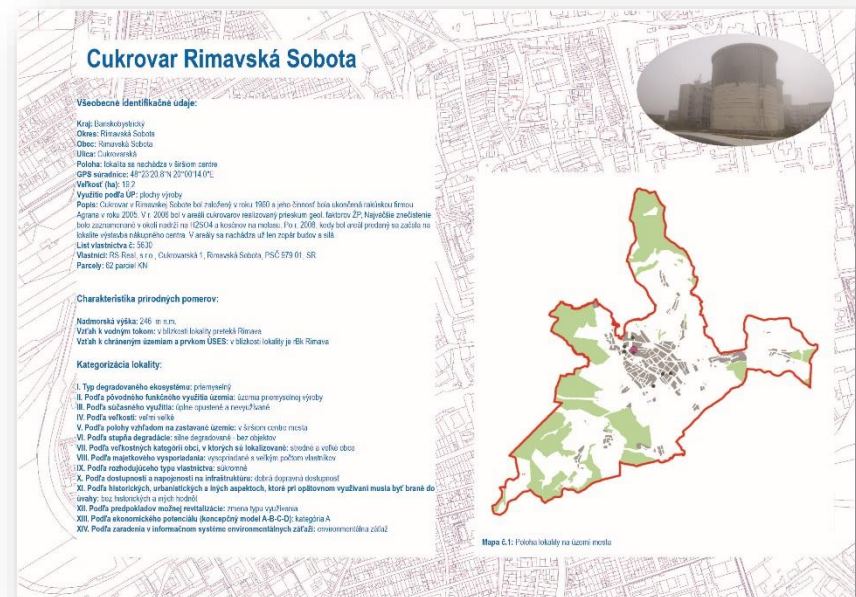 Cukrovar Rimavská Sobota
Všeobecné identifikačné údaje:
Kraj: Banskobystrický
Okres: Rimavská Sobota
Obec: Rimavská Sobota
Ulica: Cukrovarská
Poloha: lokalita sa nachádza v širšom centre
GPS súradnice: 48°23'20.8"N 20°00'14.0"E
Veľkosť (ha): 19,2
Využitie podľa ÚP: plochy výroby
Popis: Cukrovar v Rimavskej Sobote bol založený v roku 1960 a jeho činnosť bola ukončená rakúskou firmou
Agrana v roku 2005. V r. 2006 bol v areáli cukrovarov realizovaný prieskum geol. faktorov ŽP, Najväčšie znečistenie
bolo zaznamenané v okolí nadrží na H2SO4 a kosénov na melasu. Po r. 2008, kedy bol areál predaný sa začala na
lokalite výstavba nákupného centra. V areály sa nachádza už len zopár budov a silá.
List vlastníctva č: 5630
Vlastníci: RS-Real, s.r.o., Cukrovarská 1, Rimavská Sobota, PSČ 979 01, SR
Parcely: 62 parciel KN
Charakteristika prírodných pomerov:
Nadmorská výška: 246 m n.m.
Vzťah k vodným tokom: v blízkosti lokality preteká Rimava
Vzťah k chráneným územiam a prvkom ÚSES: v blízkosti lokality je rBk Rimava
Kategorizácia lokality:
I. Typ degradovaného ekosystému: priemyselný
II. Podľa pôvodného funkčného využitia územia: územia priemyselnej výroby
III. Podľa súčasného využitia: úplne opustené a nevyužívané
IV. Podľa veľkosti: veľmi veľké
V. Podľa polohy vzhľadom na zastavané územie: v širšom centre mesta
VI. Podľa stupňa degradácie: silne degradované - bez objektov
VII. Podľa veľkostných kategórií obcí, v ktorých sú lokalizované: stredné a veľké obce
VIII. Podľa majetkového vysporiadania: vysporiadané s veľkým počtom vlastníkov
IX. Podľa rozhodujúceho typu vlastníctva: súkromné
X. Podľa dostupnosti a napojenosti na infraštruktúru: dobrá dopravná dostupnosť
XI. Podľa historických, urbanistických a iných aspektoch, ktoré pri opätovnom využívaní musia byť brané do
úvahy: bez historických a iných hodnôt
XII. Podľa predpokladov možnej revitalizácie: zmena typu využívania
XIII. Podľa ekonomického potenciálu (koncepčný model A-B-C-D): kategória A
XIV. Podľa zaradenia v informačnom systéme environmentálnych záťaží: environmentálna záťaž
Mapa č.1: Poloha lokality na území mesta